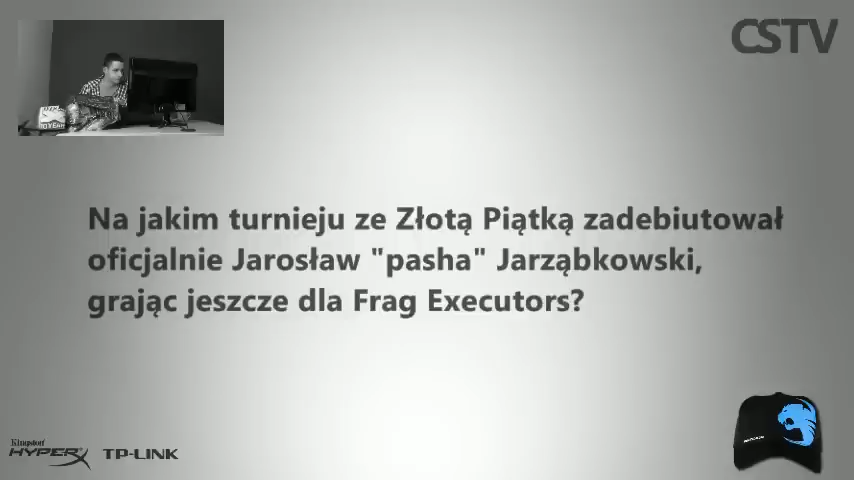 CSTV
Na jakim turnieju ze Złotą Piątką zadebiutował
oficjalnie Jarosław "pasha" Jarząbkowski,
grając jeszcze dla Frag Executors?
Kingston
HYPERX
TP-LINK